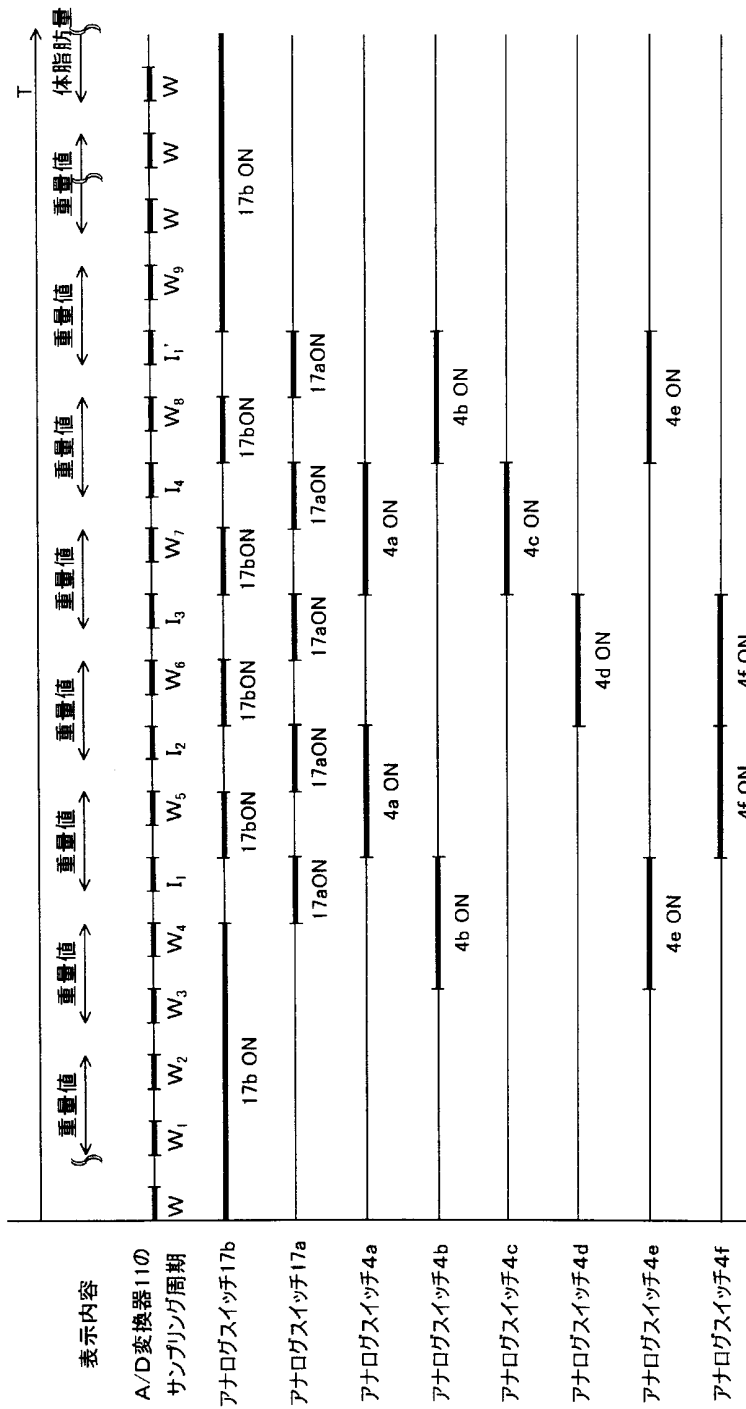 T
表示内容
重量値
重量値
重量値
重量値
重量値
重量値
重量値
重量値
重量値
体脂肪量
A/D変換器11の
サンプリング周期
W W₁ W₂ W₃ W₄ I₁ W₅ I₂ W₆ I₃ W₇ I₄ W₈ I₁' W₉ W W W
アナログスイッチ17b
17b ON
17bON
17bON
17bON
17bON
17b ON
アナログスイッチ17a
17aON
17aON
17aON
17aON
17aON
アナログスイッチ4a
4a ON
4a ON
アナログスイッチ4b
4b ON
4b ON
アナログスイッチ4c
4c ON
アナログスイッチ4d
4d ON
アナログスイッチ4e
4e ON
4e ON
アナログスイッチ4f
4f ON
4f ON